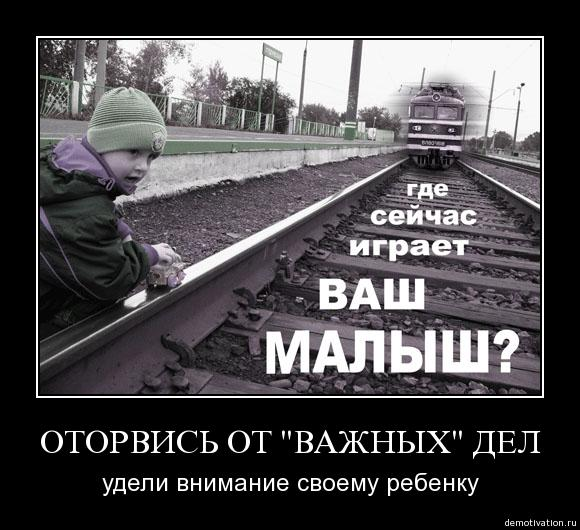 где
сейчас
играет
ВАШ
МАЛЫШ?
ОТОРВИСЬ ОТ "ВАЖНЫХ" ДЕЛ
удели внимание своему ребенку
demotivation.ru